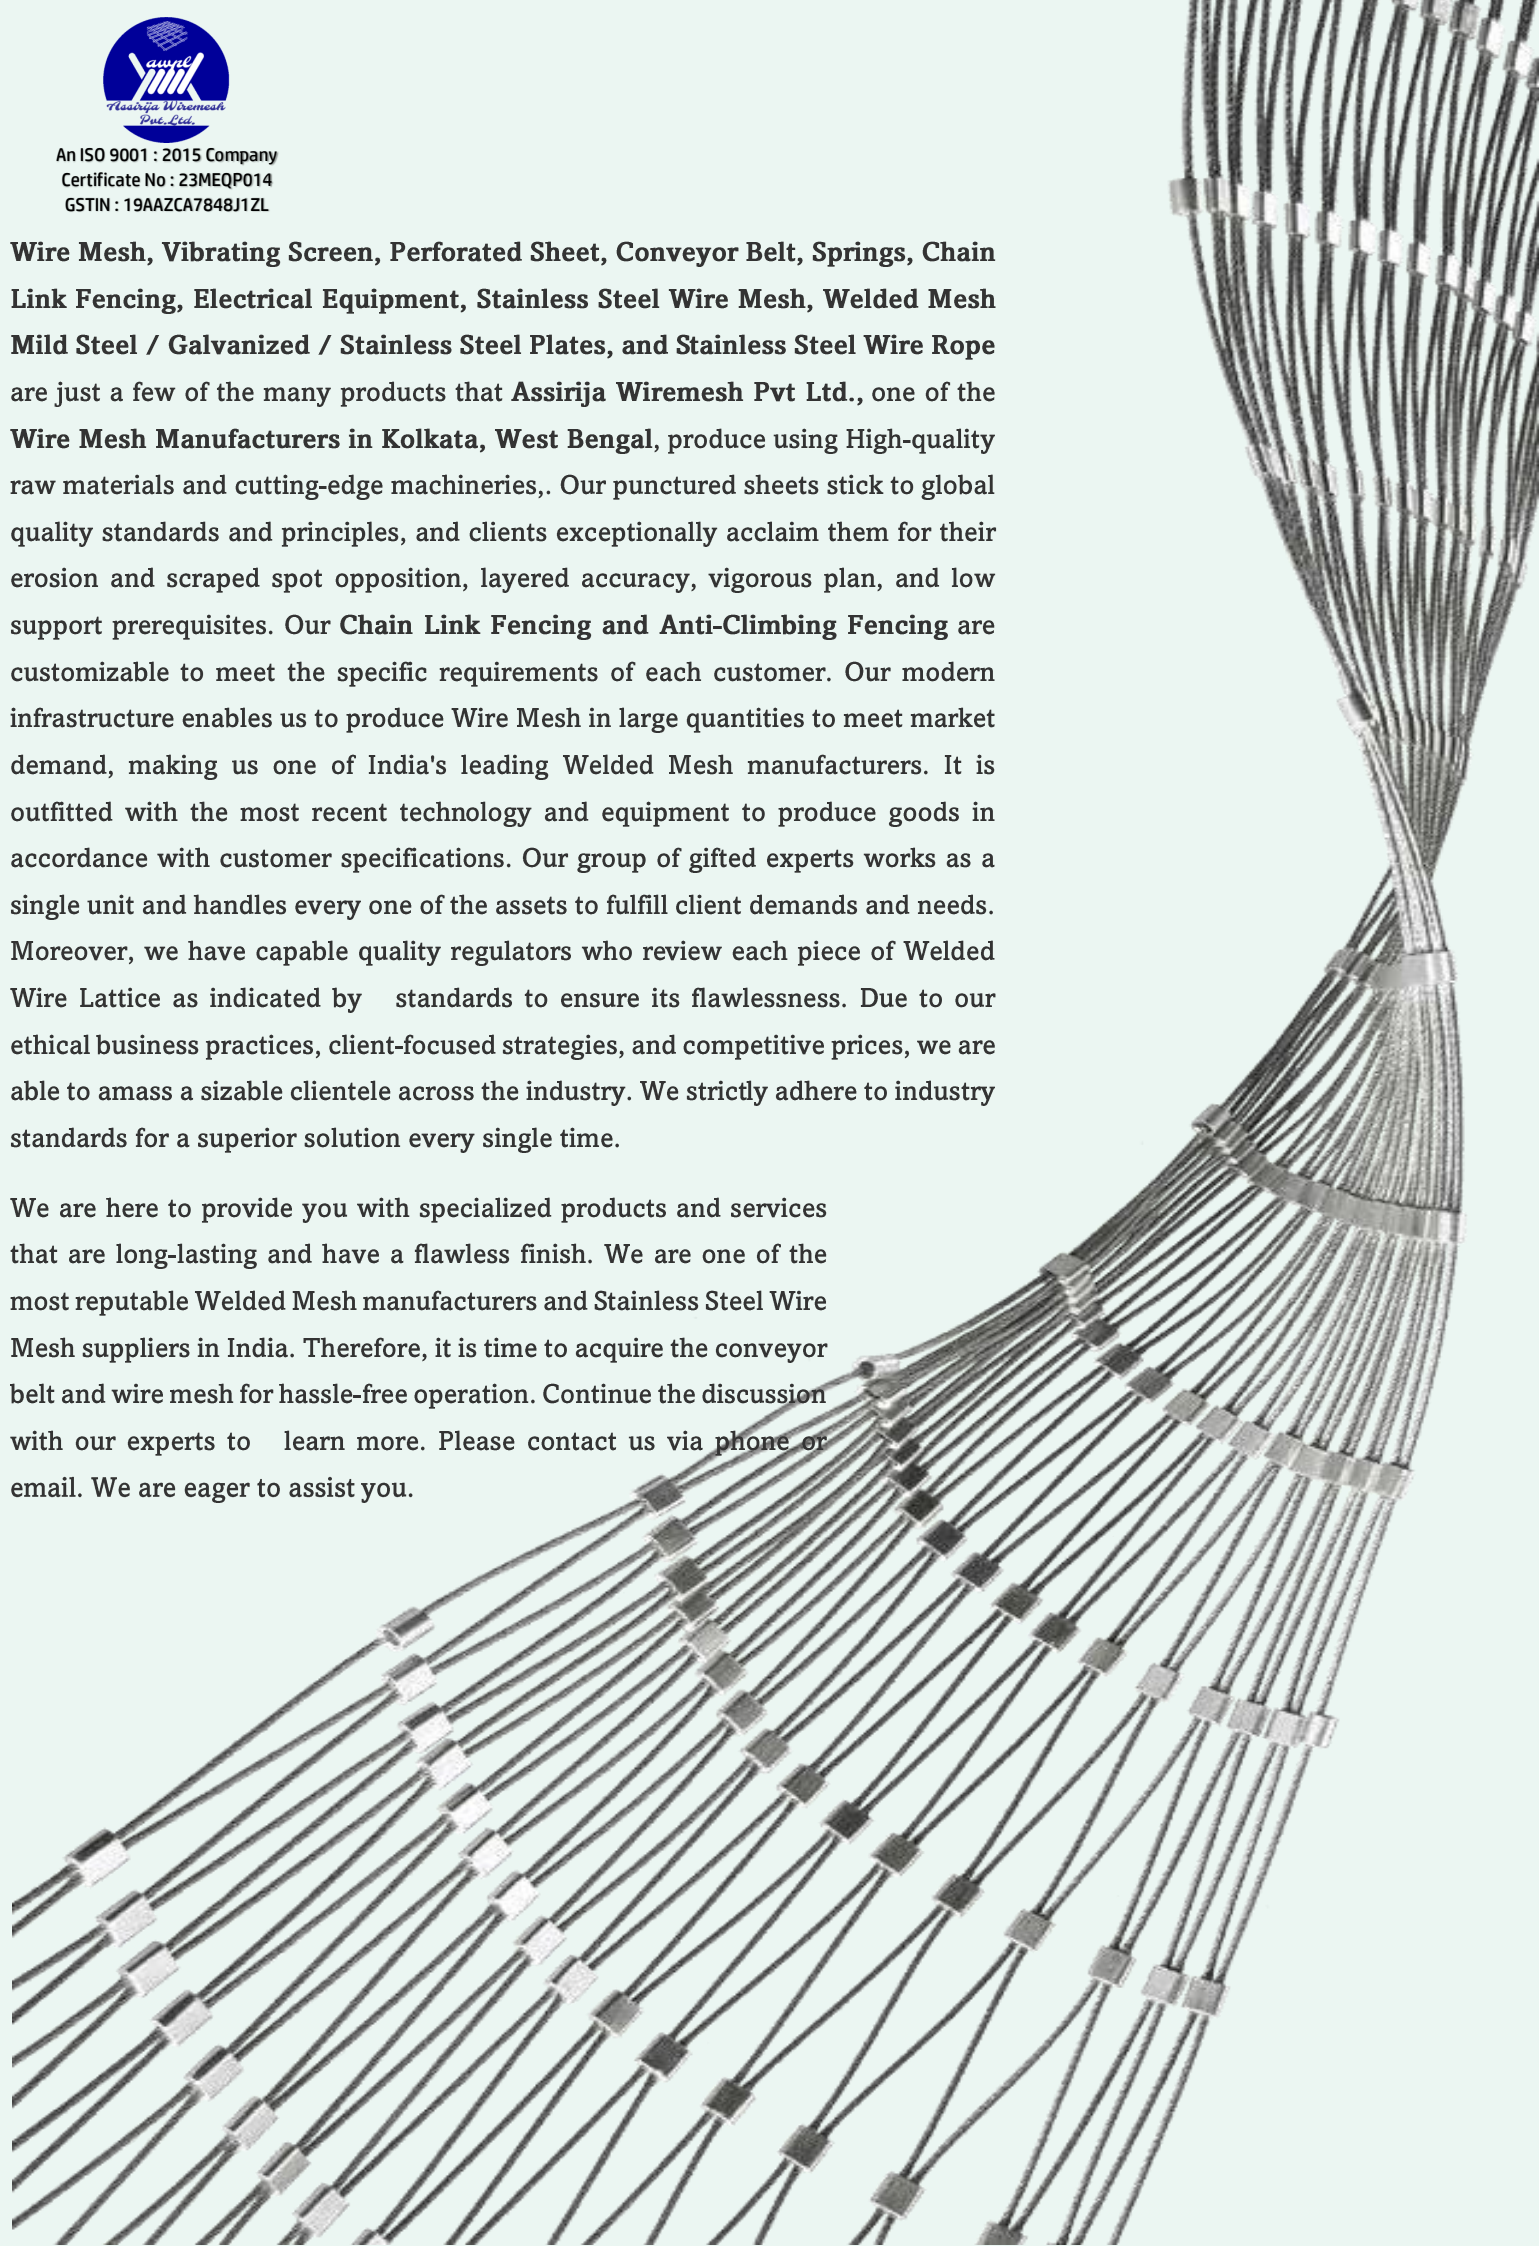 awpl
Assirija Wiremesh
Pvt.Ltd.
An ISO 9001 : 2015 Company
Certificate No : 23MEQP014
GSTIN : 19AAZCA7848J1ZL
Wire Mesh, Vibrating Screen, Perforated Sheet, Conveyor Belt, Springs, Chain
Link Fencing, Electrical Equipment, Stainless Steel Wire Mesh, Welded Mesh
Mild Steel / Galvanized / Stainless Steel Plates, and Stainless Steel Wire Rope
are just a few of the many products that Assirija Wiremesh Pvt Ltd., one of the
Wire Mesh Manufacturers in Kolkata, West Bengal, produce using High-quality
raw materials and cutting-edge machineries,. Our punctured sheets stick to global
quality standards and principles, and clients exceptionally acclaim them for their
erosion and scraped spot opposition, layered accuracy, vigorous plan, and low
support prerequisites. Our Chain Link Fencing and Anti-Climbing Fencing are
customizable to meet the specific requirements of each customer. Our modern
infrastructure enables us to produce Wire Mesh in large quantities to meet market
demand, making us one of India's leading Welded Mesh manufacturers. It is
outfitted with the most recent technology and equipment to produce goods in
accordance with customer specifications. Our group of gifted experts works as a
single unit and handles every one of the assets to fulfill client demands and needs.
Moreover, we have capable quality regulators who review each piece of Welded
Wire Lattice as indicated by standards to ensure its flawlessness. Due to our
ethical business practices, client-focused strategies, and competitive prices, we are
able to amass a sizable clientele across the industry. We strictly adhere to industry
standards for a superior solution every single time.
We are here to provide you with specialized products and services
that are long-lasting and have a flawless finish. We are one of the
most reputable Welded Mesh manufacturers and Stainless Steel Wire
Mesh suppliers in India. Therefore, it is time to acquire the conveyor
belt and wire mesh for hassle-free operation. Continue the discussion
with our experts to learn more. Please contact us via phone or
email. We are eager to assist you.